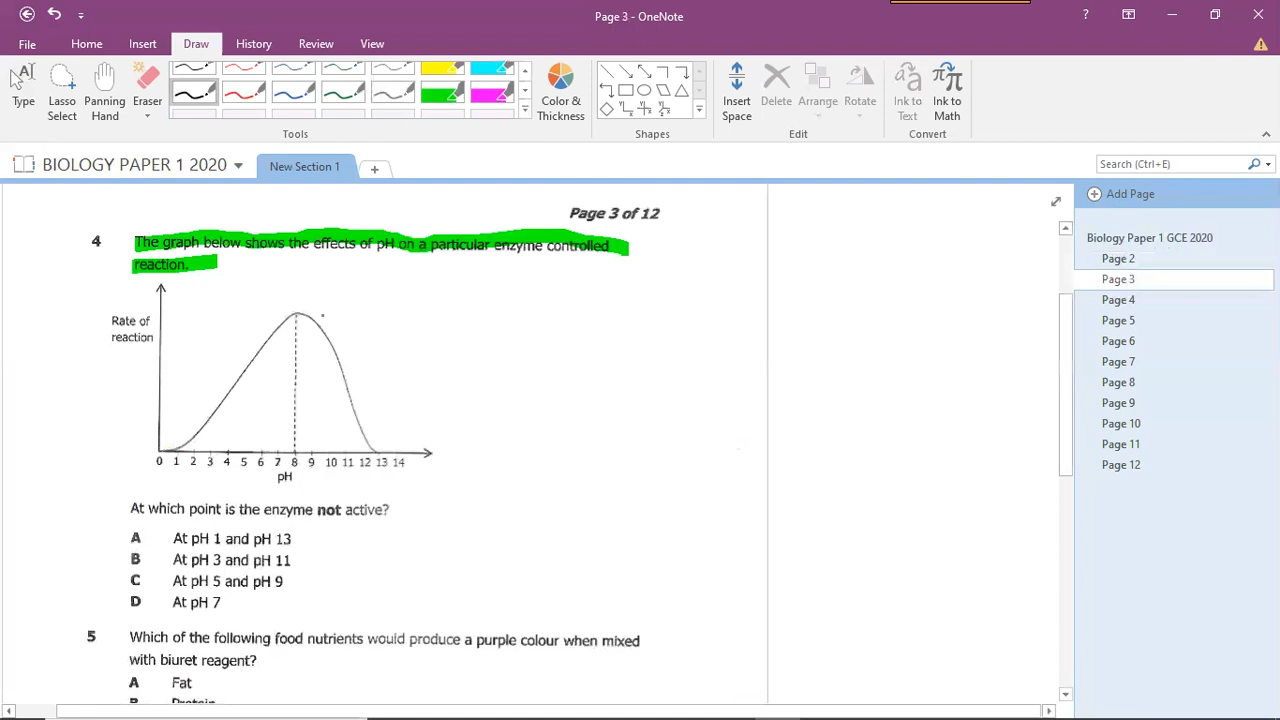 Page 3 - OneNote
?
File
Home
Insert
Draw
History
Review
View
Type
Lasso Select
Panning Hand
Eraser
Color & Thickness
Insert Space
Delete
Arrange
Rotate
Ink to Text
Ink to Math
Tools
Shapes
Edit
Convert
BIOLOGY PAPER 1 2020
New Section 1
Search (Ctrl+E)
Add Page
Page 3 of 12
4 The graph below shows the effects of pH on a particular enzyme controlled
reaction.
Rate of
reaction
0 1 2 3 4 5 6 7 8 9 10 11 12 13 14
pH
At which point is the enzyme not active?
A At pH 1 and pH 13
B At pH 3 and pH 11
C At pH 5 and pH 9
D At pH 7
5 Which of the following food nutrients would produce a purple colour when mixed
with biuret reagent?
A Fat
B Protein
Biology Paper 1 GCE 2020
Page 2
Page 3
Page 4
Page 5
Page 6
Page 7
Page 8
Page 9
Page 10
Page 11
Page 12